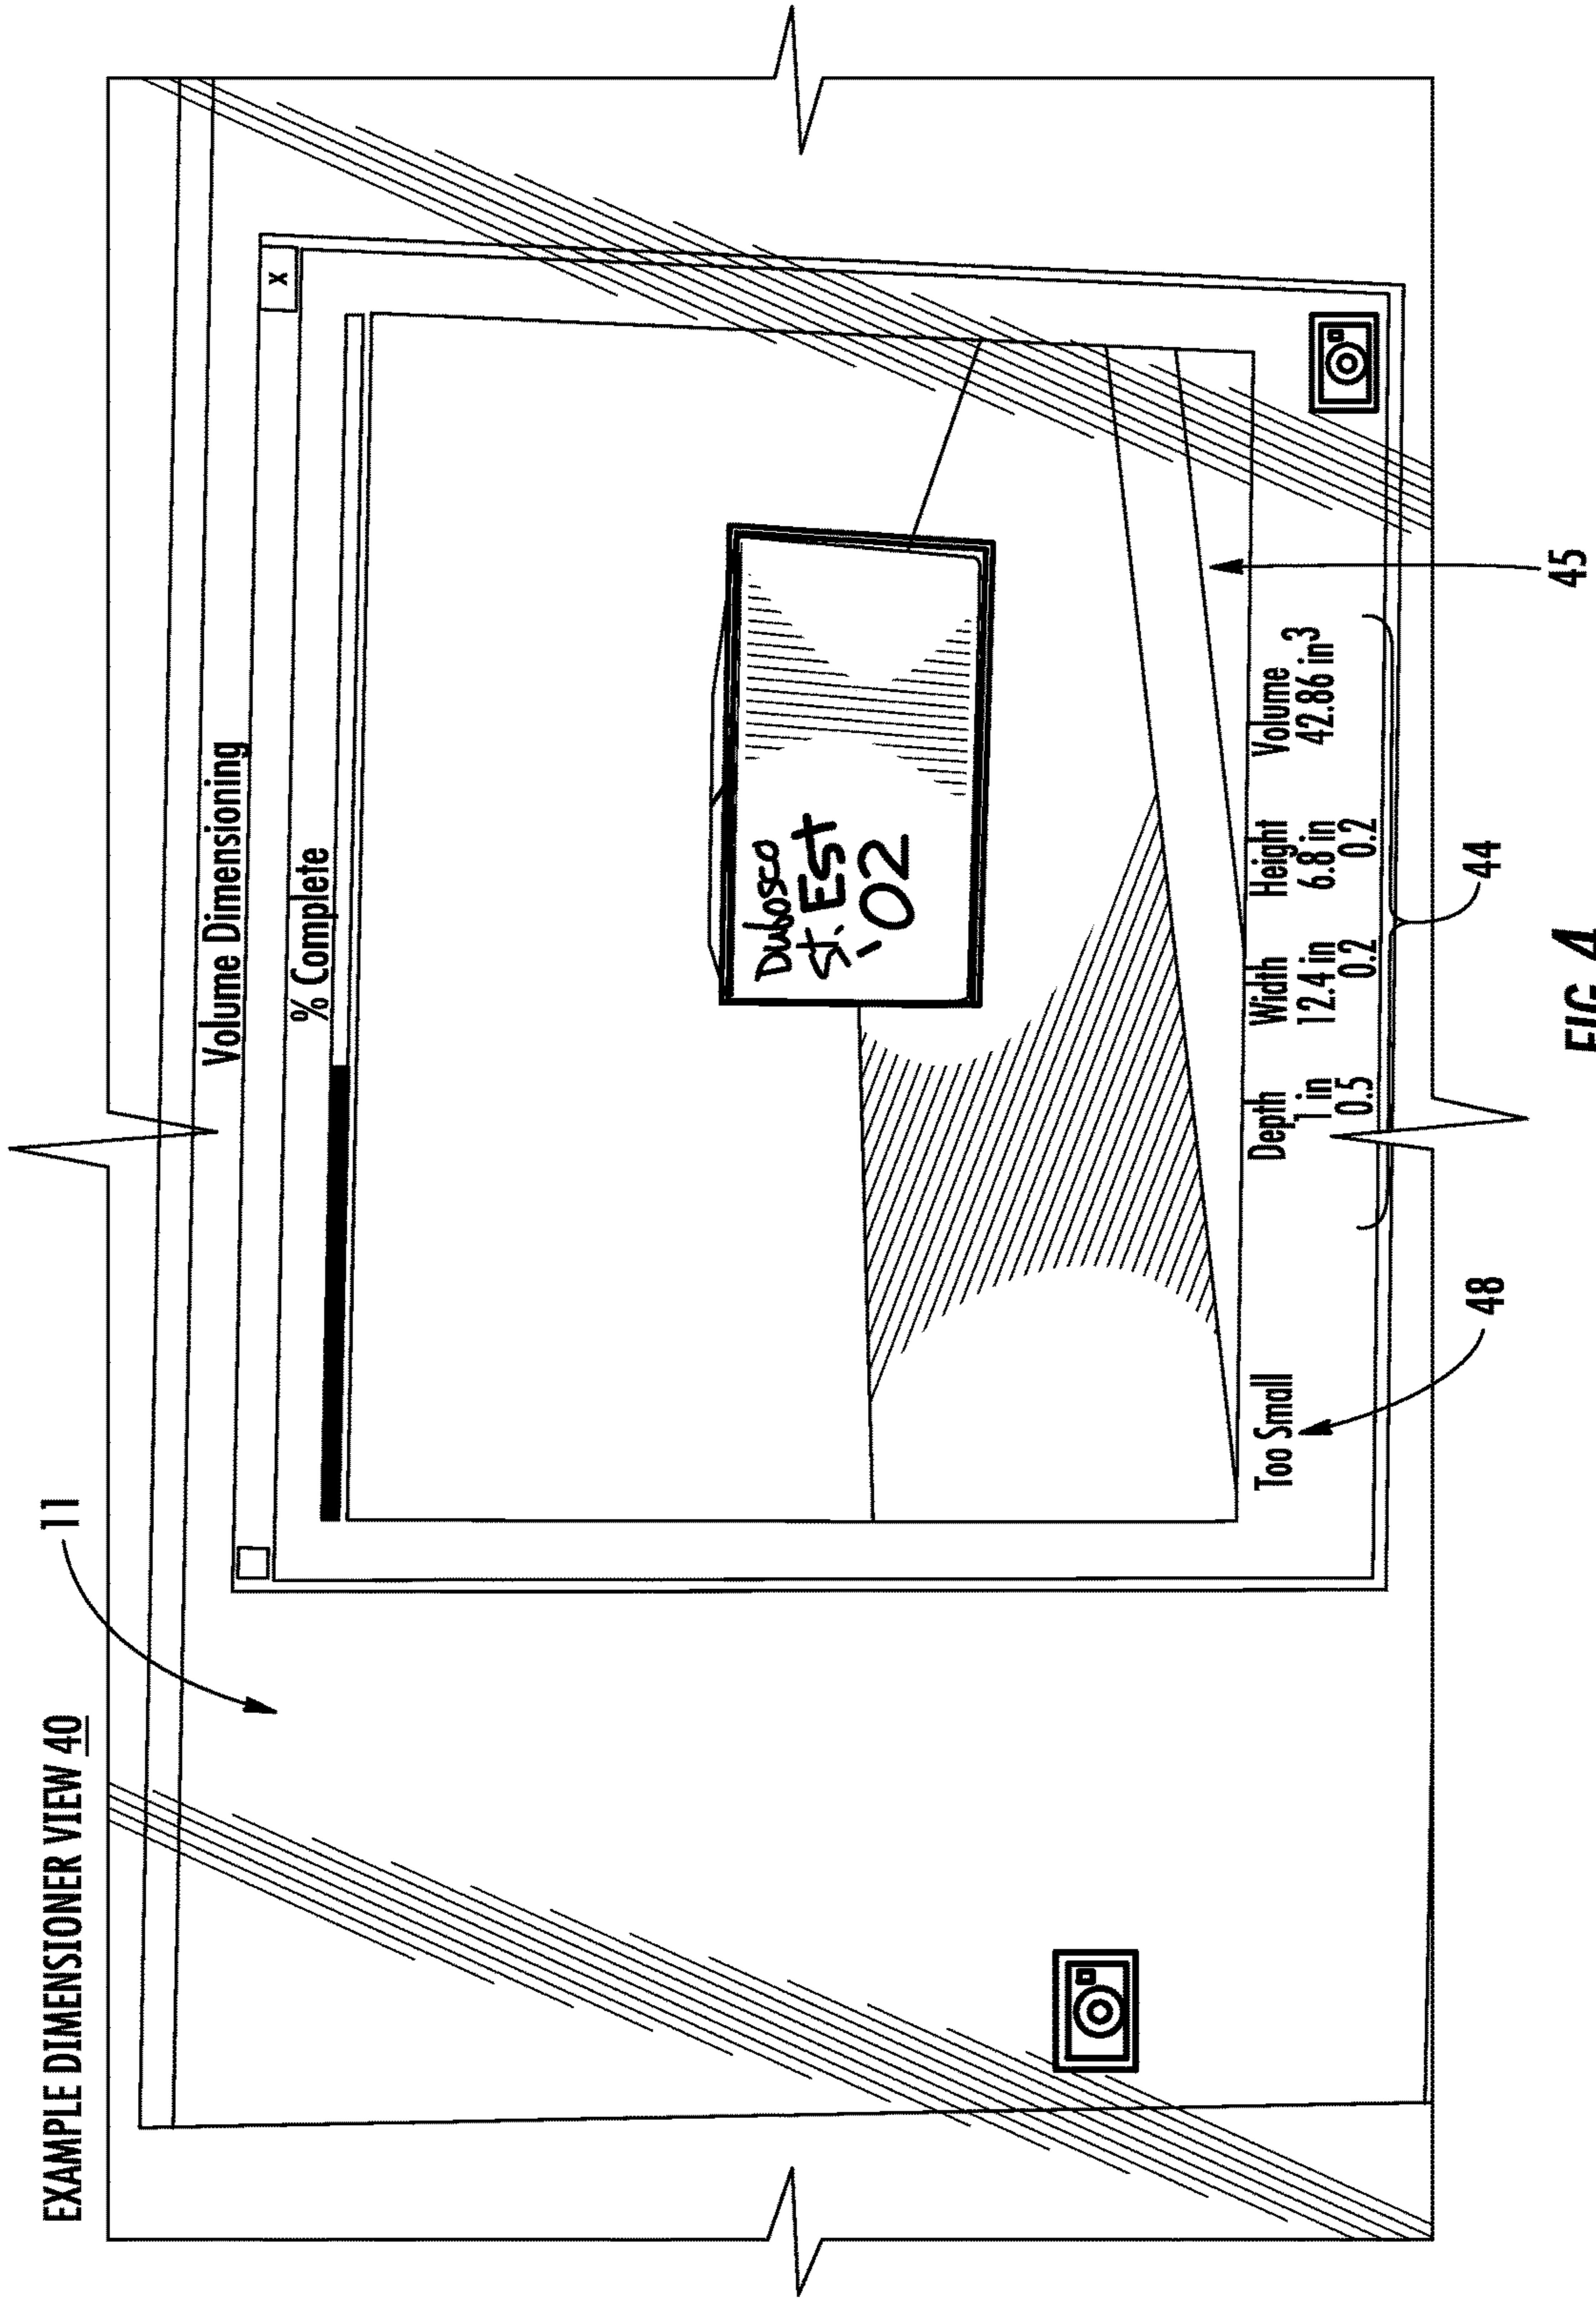 EXAMPLE DIMENSIONER VIEW 40
11
Volume Dimensioning
x
% Complete
Dubosco
St. EST
'02
Too Small
Depth Width Height Volume
1 in 12.4 in 6.8 in 42.86 in³
0.5 0.2 0.2
48
44
45
FIG. 4